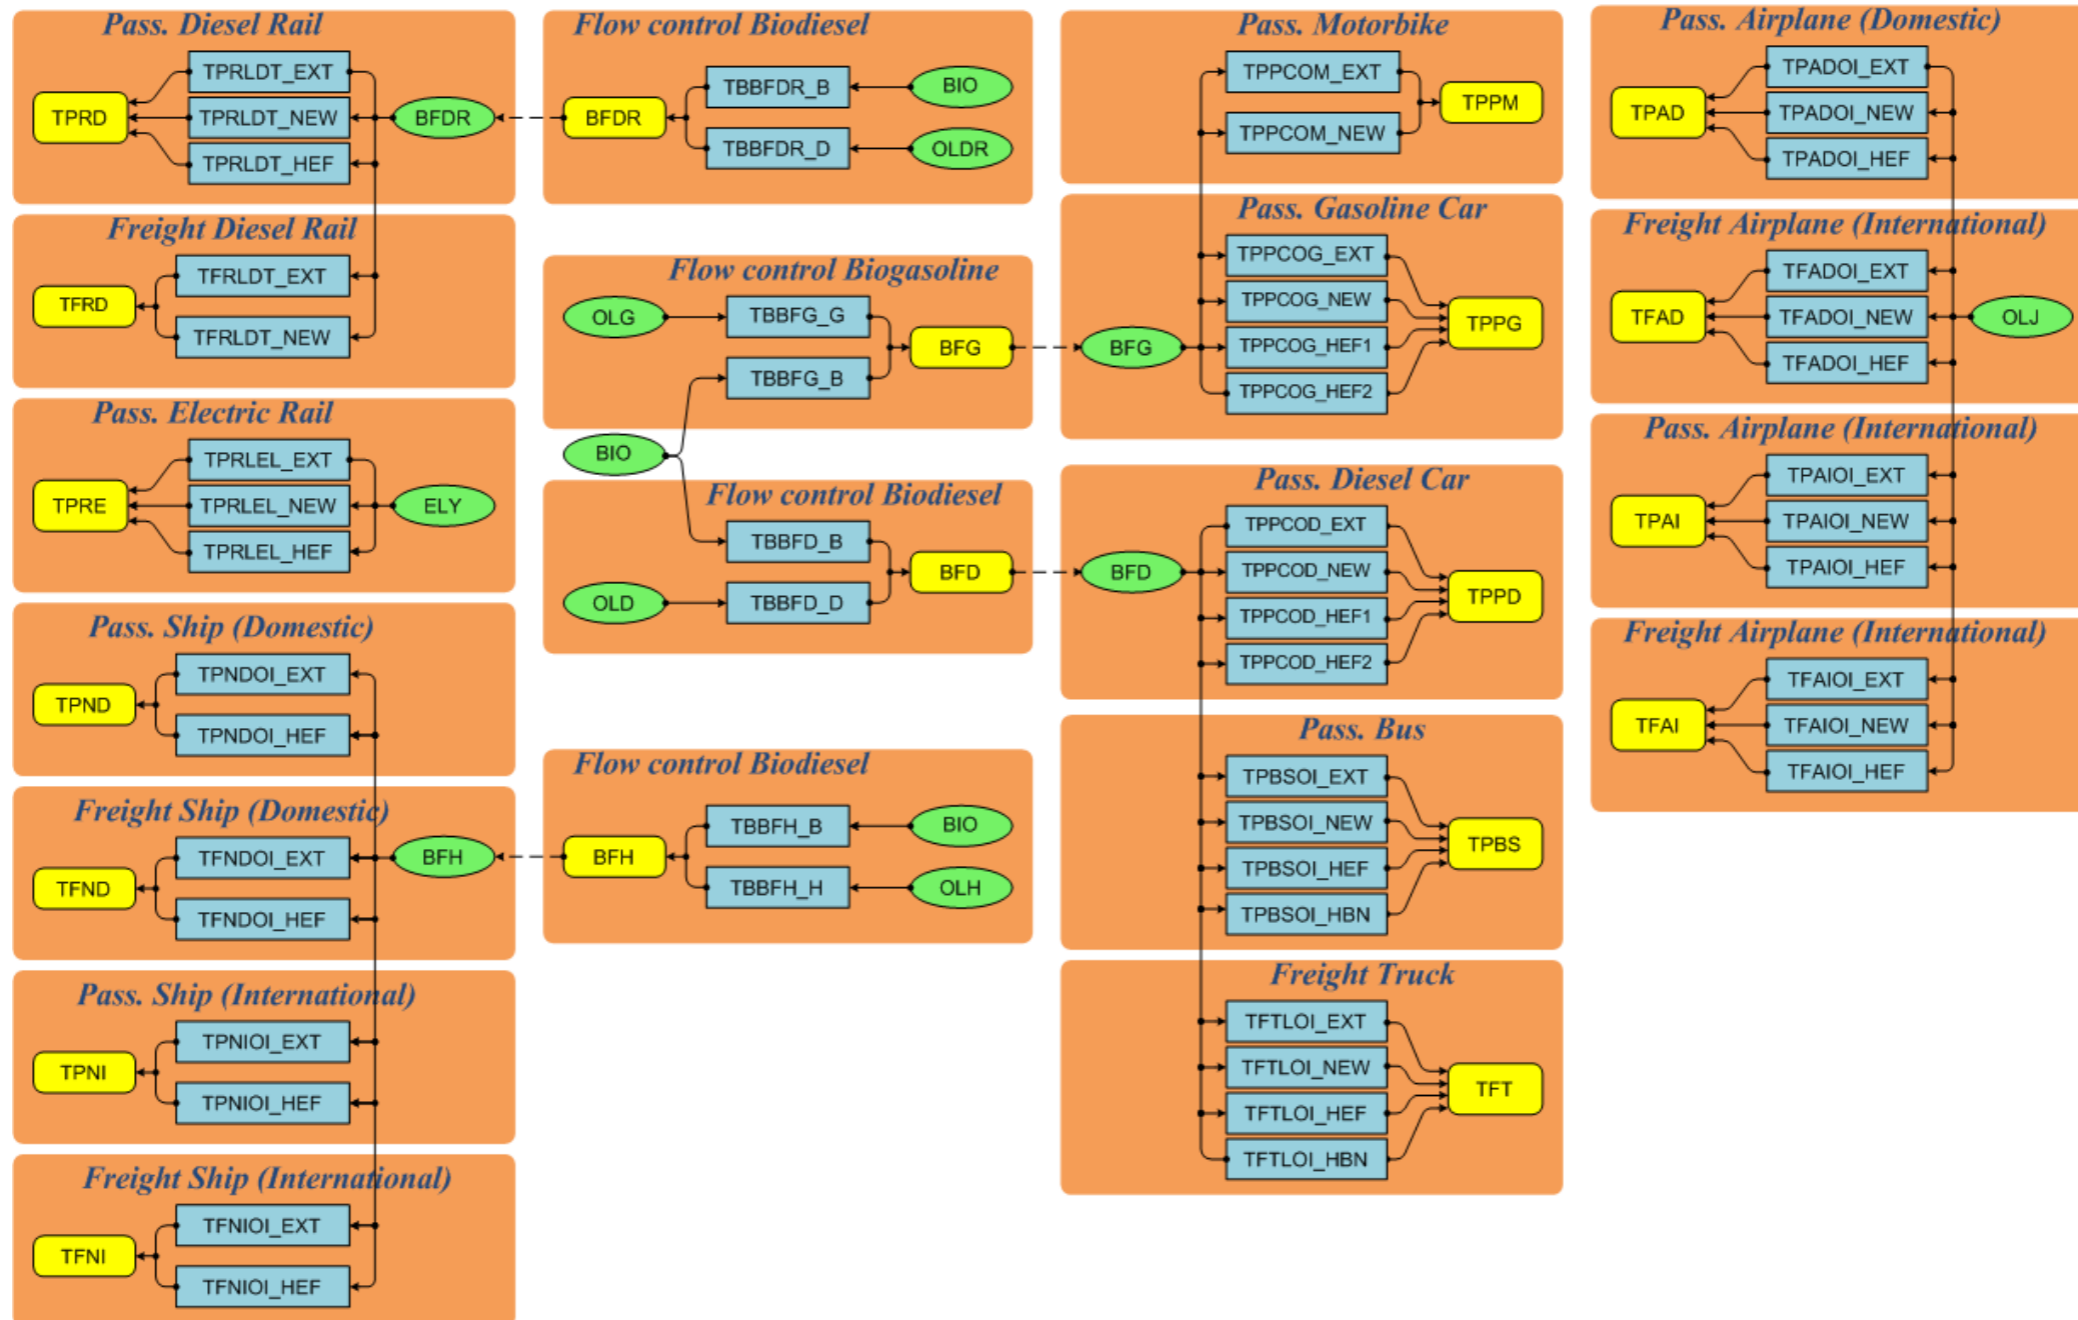 Pass. Diesel Rail
TPRD
TPRLDT_EXT
TPRLDT_NEW
TPRLDT_HEF
BFDR
Freight Diesel Rail
TFRD
TFRLDT_EXT
TFRLDT_NEW
Pass. Electric Rail
TPRE
TPRLEL_EXT
TPRLEL_NEW
TPRLEL_HEF
ELY
Pass. Ship (Domestic)
TPND
TPNDOI_EXT
TPNDOI_HEF
Freight Ship (Domestic)
TFND
TFNDOI_EXT
TFNDOI_HEF
BFH
Pass. Ship (International)
TPNI
TPNIOI_EXT
TPNIOI_HEF
Freight Ship (International)
TFNI
TFNIOI_EXT
TFNIOI_HEF
Flow control Biodiesel
BFDR
TBBFDR_B
TBBFDR_D
BIO
OLDR
Flow control Biogasoline
OLG
TBBFG_G
TBBFG_B
BFG
BIO
Flow control Biodiesel
OLD
TBBFD_B
TBBFD_D
BFD
Flow control Biodiesel
BFH
TBBFH_B
TBBFH_H
BIO
OLH
Pass. Motorbike
TPPCOM_EXT
TPPCOM_NEW
TPPM
Pass. Gasoline Car
BFG
TPPCOG_EXT
TPPCOG_NEW
TPPCOG_HEF1
TPPCOG_HEF2
TPPG
Pass. Diesel Car
BFD
TPPCOD_EXT
TPPCOD_NEW
TPPCOD_HEF1
TPPCOD_HEF2
TPPD
Pass. Bus
TPBSOI_EXT
TPBSOI_NEW
TPBSOI_HEF
TPBSOI_HBN
TPBS
Freight Truck
TFTLOI_EXT
TFTLOI_NEW
TFTLOI_HEF
TFTLOI_HBN
TFT
Pass. Airplane (Domestic)
TPAD
TPADOI_EXT
TPADOI_NEW
TPADOI_HEF
Freight Airplane (International)
TFAD
TFADOI_EXT
TFADOI_NEW
TFADOI_HEF
OLJ
Pass. Airplane (International)
TPAI
TPAIOI_EXT
TPAIOI_NEW
TPAIOI_HEF
Freight Airplane (International)
TFAI
TFAIOI_EXT
TFAIOI_NEW
TFAIOI_HEF